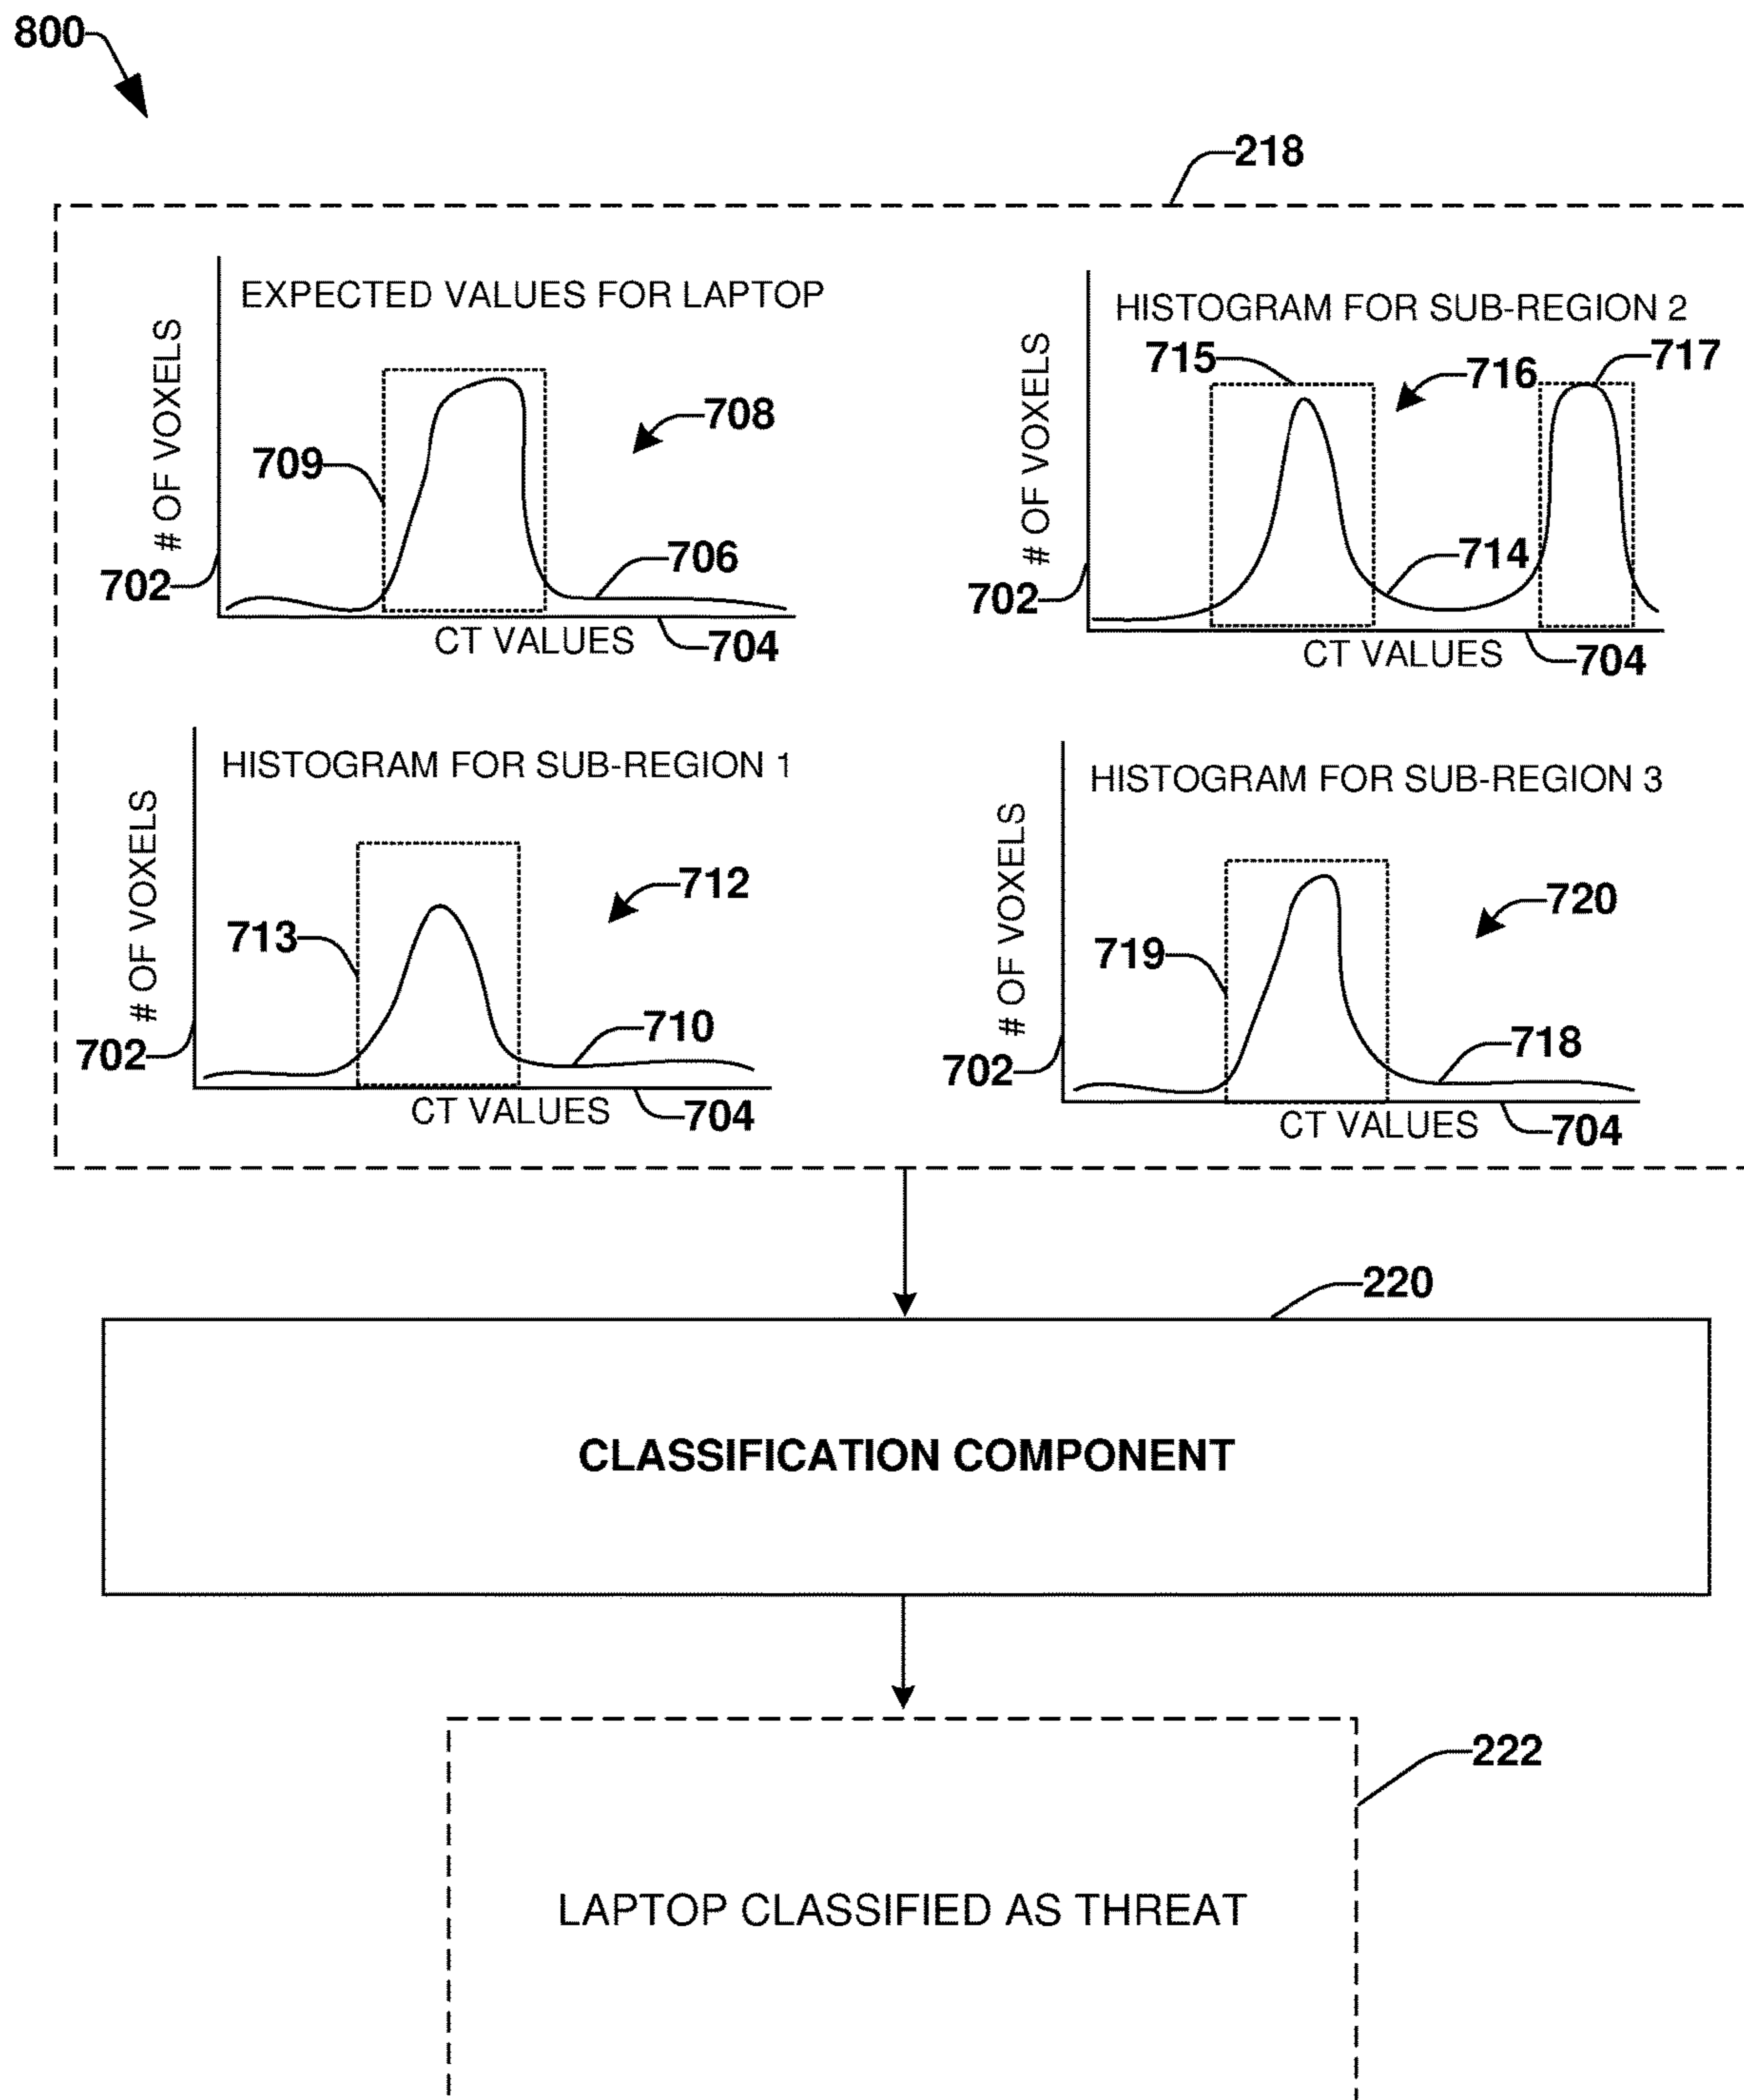 800
218
EXPECTED VALUES FOR LAPTOP
# OF VOXELS
709
708
706
702
CT VALUES
704
HISTOGRAM FOR SUB-REGION 2
# OF VOXELS
715
716
717
714
702
CT VALUES
704
HISTOGRAM FOR SUB-REGION 1
# OF VOXELS
713
712
710
702
CT VALUES
704
HISTOGRAM FOR SUB-REGION 3
# OF VOXELS
719
720
718
702
CT VALUES
704
220
CLASSIFICATION COMPONENT
222
LAPTOP CLASSIFIED AS THREAT